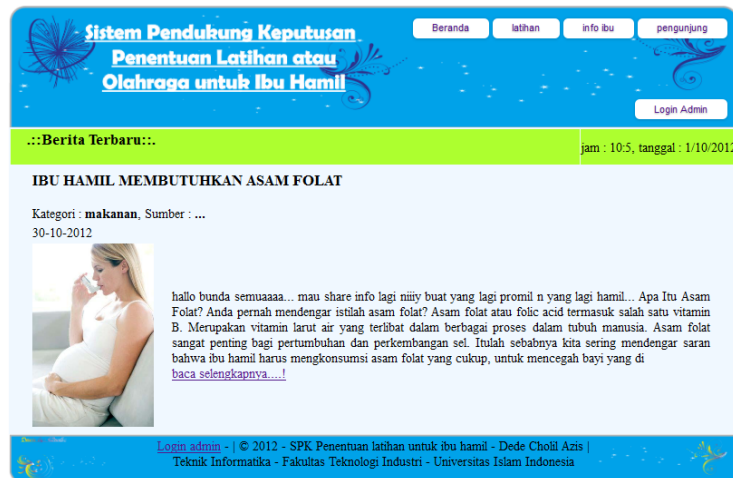 Sistem Pendukung Keputusan
Penentuan Latihan atau
Olahraga untuk Ibu Hamil
Beranda
latihan
info ibu
pengunjung
Login Admin
.::Berita Terbaru::.
jam : 10:5, tanggal : 1/10/2012
IBU HAMIL MEMBUTUHKAN ASAM FOLAT
Kategori : makanan, Sumber : ...
30-10-2012
hallo bunda semuaaaa... mau share info lagi niiiy buat yang lagi promil n yang lagi hamil... Apa Itu Asam
Folat? Anda pernah mendengar istilah asam folat? Asam folat atau folic acid termasuk salah satu vitamin
B. Merupakan vitamin larut air yang terlibat dalam berbagai proses dalam tubuh manusia. Asam folat
sangat penting bagi pertumbuhan dan perkembangan sel. Itulah sebabnya kita sering mendengar saran
bahwa ibu hamil harus mengkonsumsi asam folat yang cukup, untuk mencegah bayi yang di
baca selengkapnya....!
Login admin - | © 2012 - SPK Penentuan latihan untuk ibu hamil - Dede Cholil Azis |
Teknik Informatika - Fakultas Teknologi Industri - Universitas Islam Indonesia